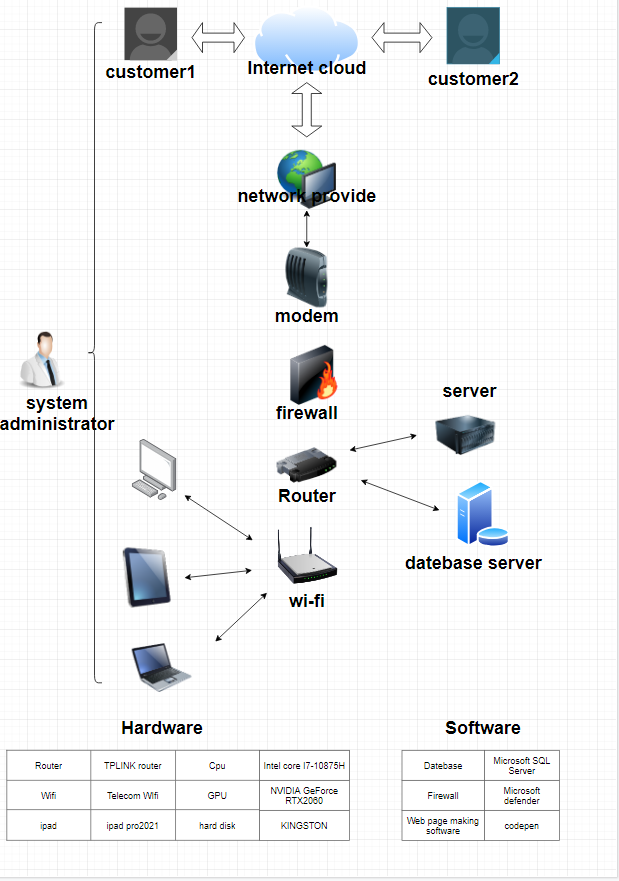 customer1
Internet cloud
customer2
network provide
modem
system
administrator
firewall
server
Router
datebase server
wi-fi
Hardware
Router
TPLINK router
Cpu
Intel core I7-10875H
Wifi
Telecom WIfi
GPU
NVIDIA GeForce
RTX2060
ipad
ipad pro2021
hard disk
KINGSTON
Software
Datebase
Microsoft SQL
Server
Firewall
Microsoft
defender
Web page making
software
codepen